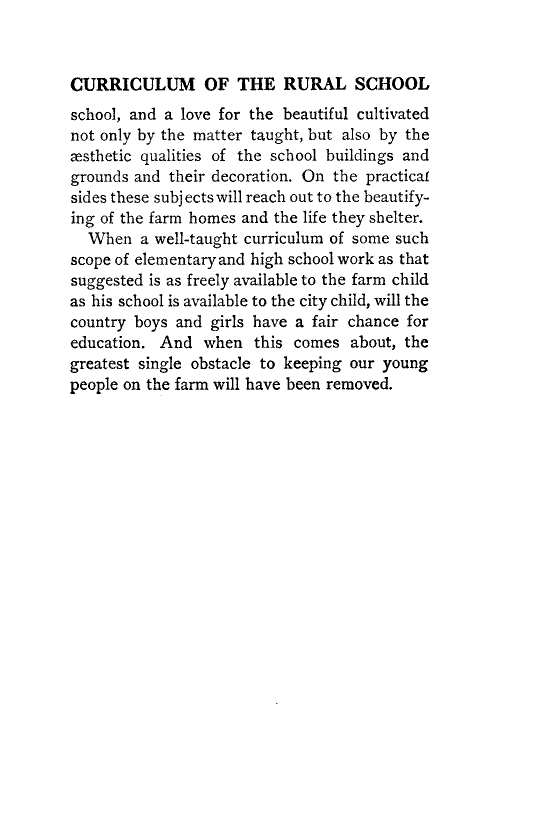 CURRICULUM OF THE RURAL SCHOOL
school, and a love for the beautiful cultivated
not only by the matter taught, but also by the
æsthetic qualities of the school buildings and
grounds and their decoration. On the practical
sides these subjects will reach out to the beautify-
ing of the farm homes and the life they shelter.
When a well-taught curriculum of some such
scope of elementary and high school work as that
suggested is as freely available to the farm child
as his school is available to the city child, will the
country boys and girls have a fair chance for
education. And when this comes about, the
greatest single obstacle to keeping our young
people on the farm will have been removed.